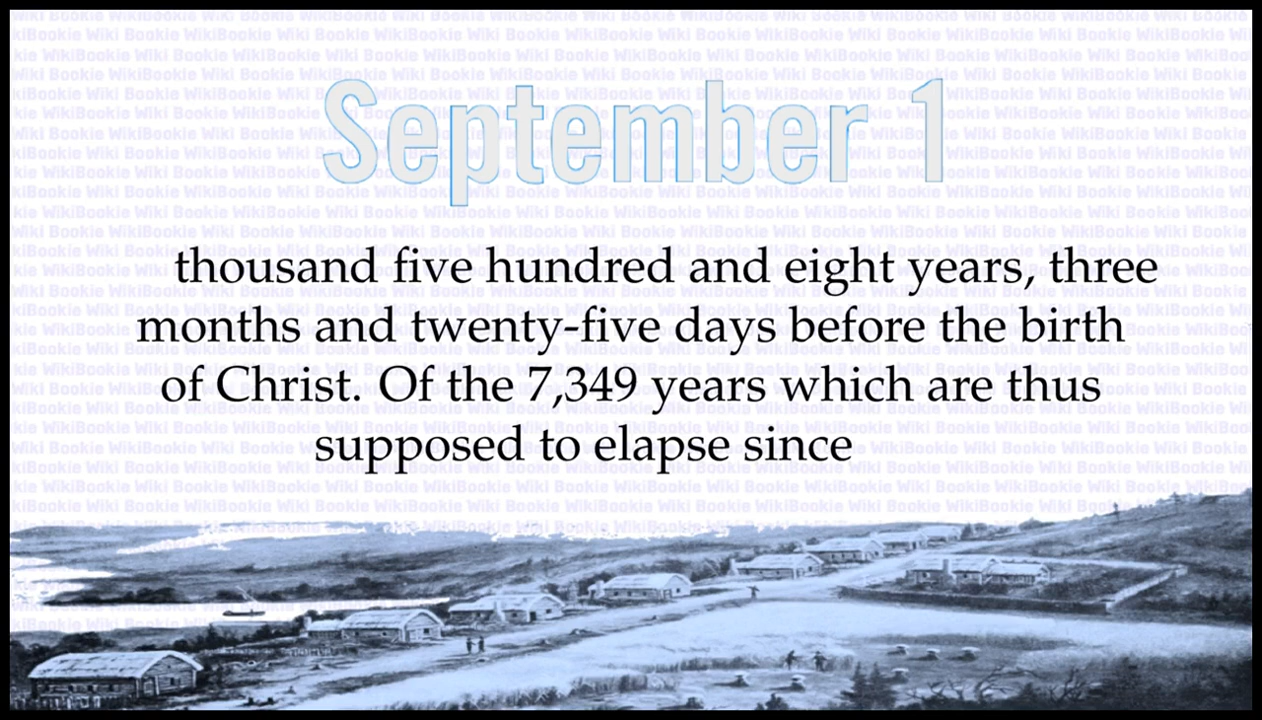 September 1
thousand five hundred and eight years, three
months and twenty-five days before the birth
of Christ. Of the 7,349 years which are thus
supposed to elapse since